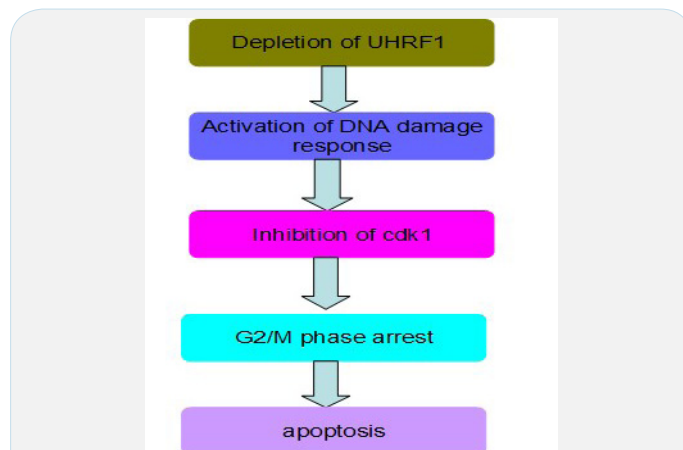 Depletion of UHRF1
Activation of DNA damage
response
Inhibition of cdk1
G2/M phase arrest
apoptosis